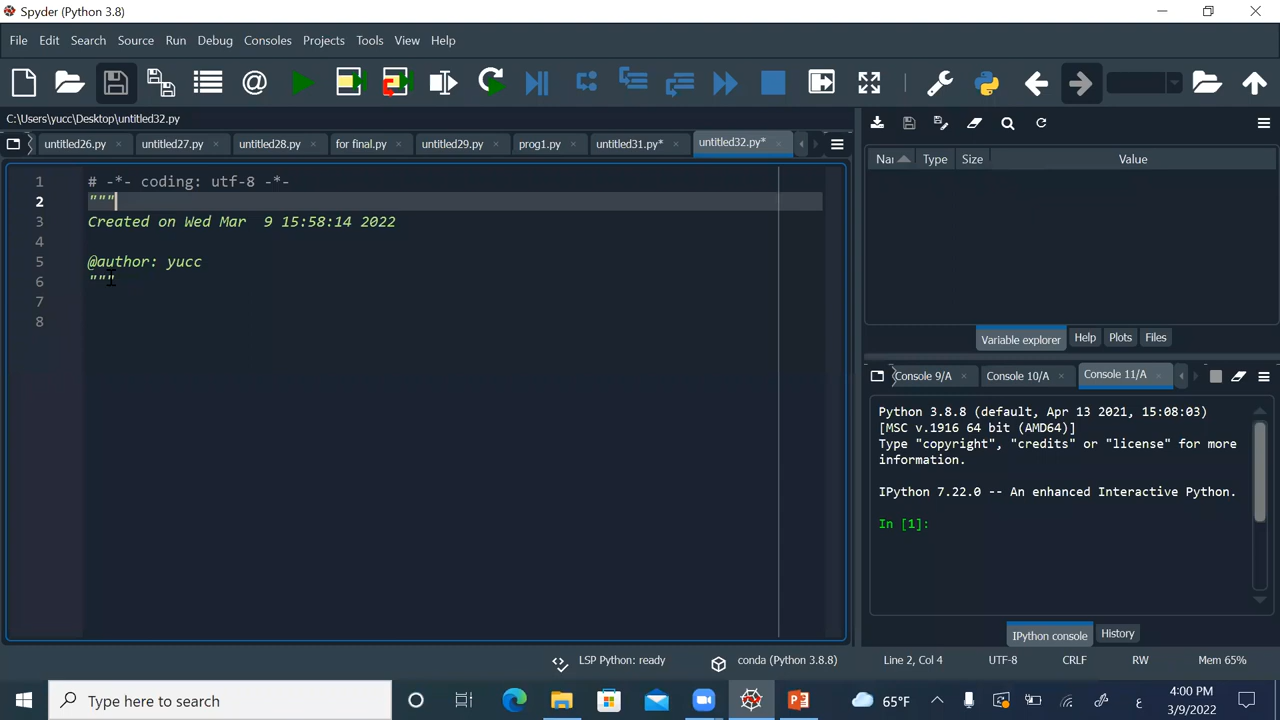 Spyder (Python 3.8)
File Edit Search Source Run Debug Consoles Projects Tools View Help
C:\Users\yucc\Desktop\untitled32.py
untitled26.py untitled27.py untitled28.py for final.py untitled29.py prog1.py untitled31.py* untitled32.py*
1 # -*- coding: utf-8 -*-
2 """
3 Created on Wed Mar  9 15:58:14 2022
4
5 @author: yucc
6 """
7
8
Type Size Value
Variable explorer Help Plots Files
Console 9/A Console 10/A Console 11/A
Python 3.8.8 (default, Apr 13 2021, 15:08:03)
[MSC v.1916 64 bit (AMD64)]
Type "copyright", "credits" or "license" for more
information.
IPython 7.22.0 -- An enhanced Interactive Python.
In [1]:
IPython console History
LSP Python: ready conda (Python 3.8.8) Line 2, Col 4 UTF-8 CRLF RW Mem 65%
Type here to search
65°F
ع
4:00 PM
3/9/2022